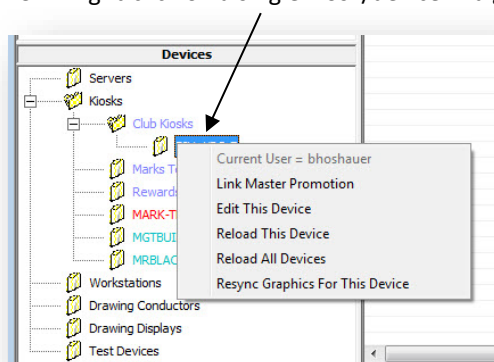 Devices
Servers
Kiosks
Club Kiosks
Marks
Rewards
MARK-T
MGTBUI
MRBLAC
Workstations
Drawing Conductors
Drawing Displays
Test Devices
Current User = bhoshauer
Link Master Promotion
Edit This Device
Reload This Device
Reload All Devices
Resync Graphics For This Device